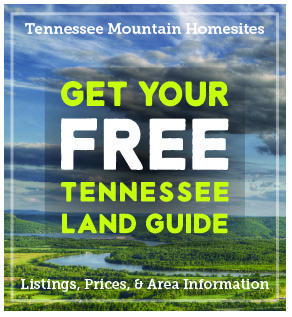 Tennessee Mountain Homesites
GET YOUR
FREE
TENNESSEE
LAND GUIDE
Listings, Prices, & Area Information